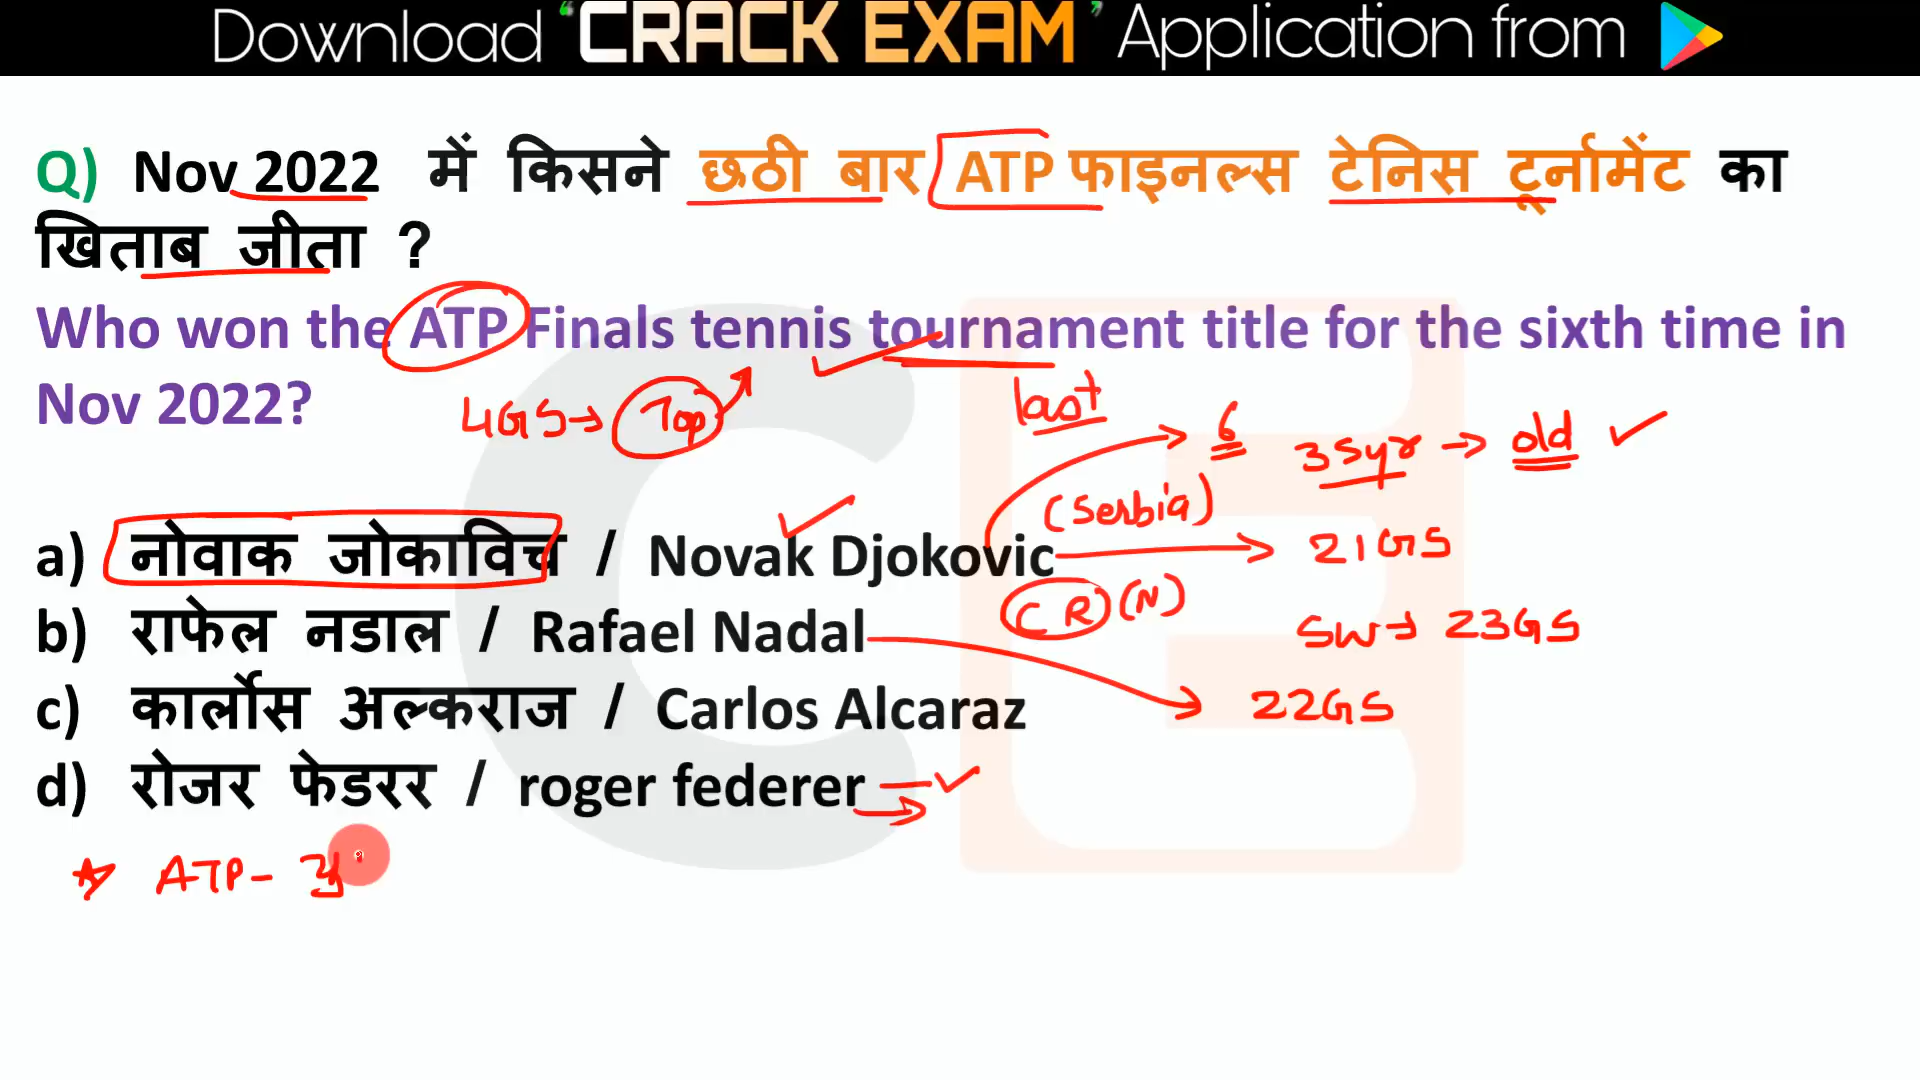 Download ‘CRACK EXAM’ Application from
Q) Nov 2022 में किसने छठी बार ATP फाइनल्स टेनिस टूर्नामेंट का
खिताब जीता ?
Who won the ATP Finals tennis tournament title for the sixth time in
Nov 2022?
4GS→ Top
last
6
35yr → old
(Serbia)
a) नोवाक जोकाविच / Novak Djokovic
21GS
CR (N)
b) राफेल नडाल / Rafael Nadal
SW→ 23GS
c) कार्लोस अल्कराज / Carlos Alcaraz
22GS
d) रोजर फेडरर / roger federer
ATP-